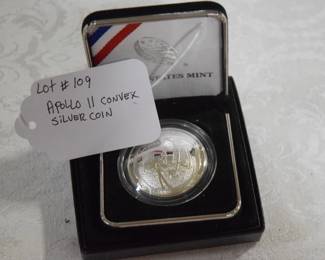 Lot # 109
APOLLO 11 CONVEX
SILVER COIN
STATES MINT